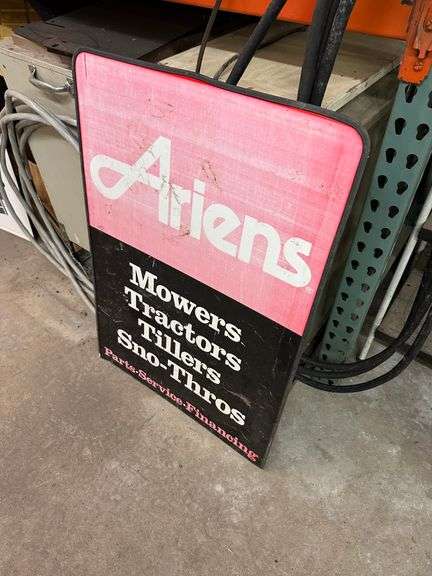 Ariens
Mowers
Tractors
Tillers
Sno-Thros
Parts·Service·Financing